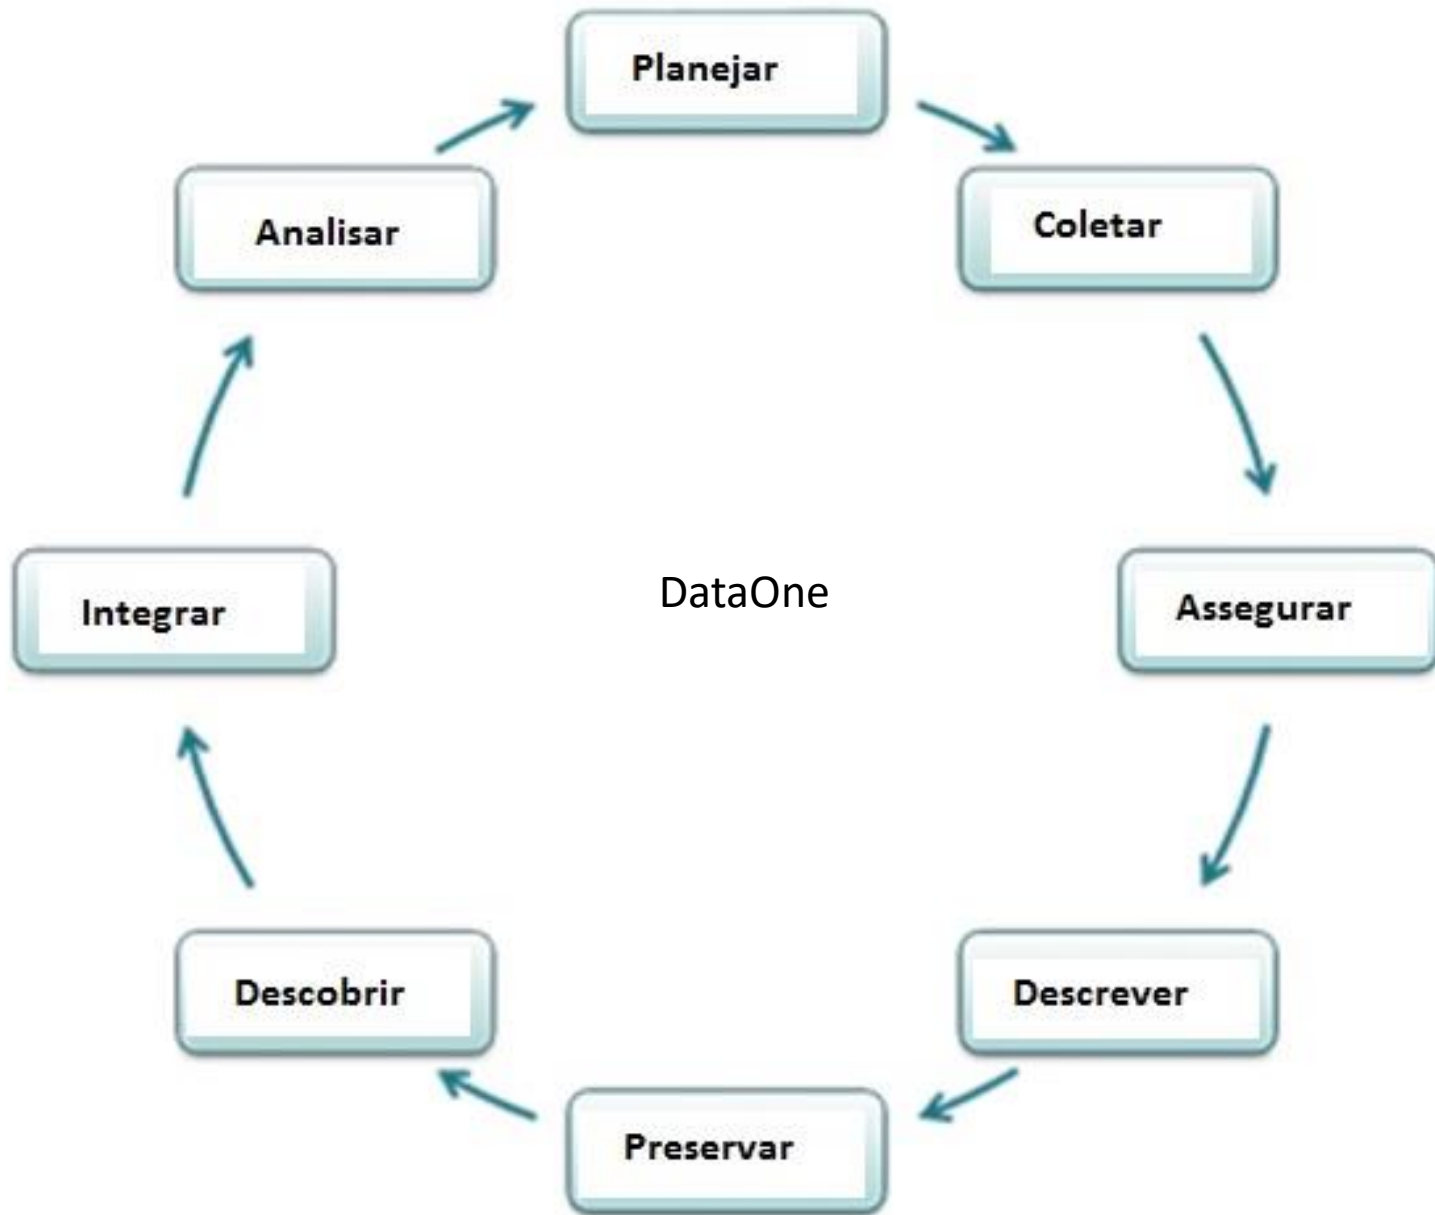 Planejar
Coletar
Assegurar
Descrever
Preservar
Descobrir
Integrar
Analisar
DataOne